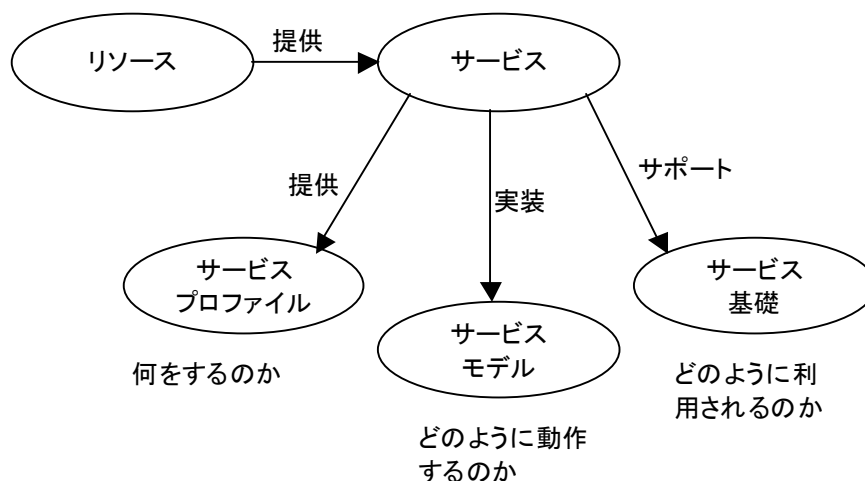 リソース
提供
サービス
提供
実装
サポート
サービス
プロファイル
サービス
モデル
サービス
基礎
何をするのか
どのように動作
するのか
どのように利
用されるのか